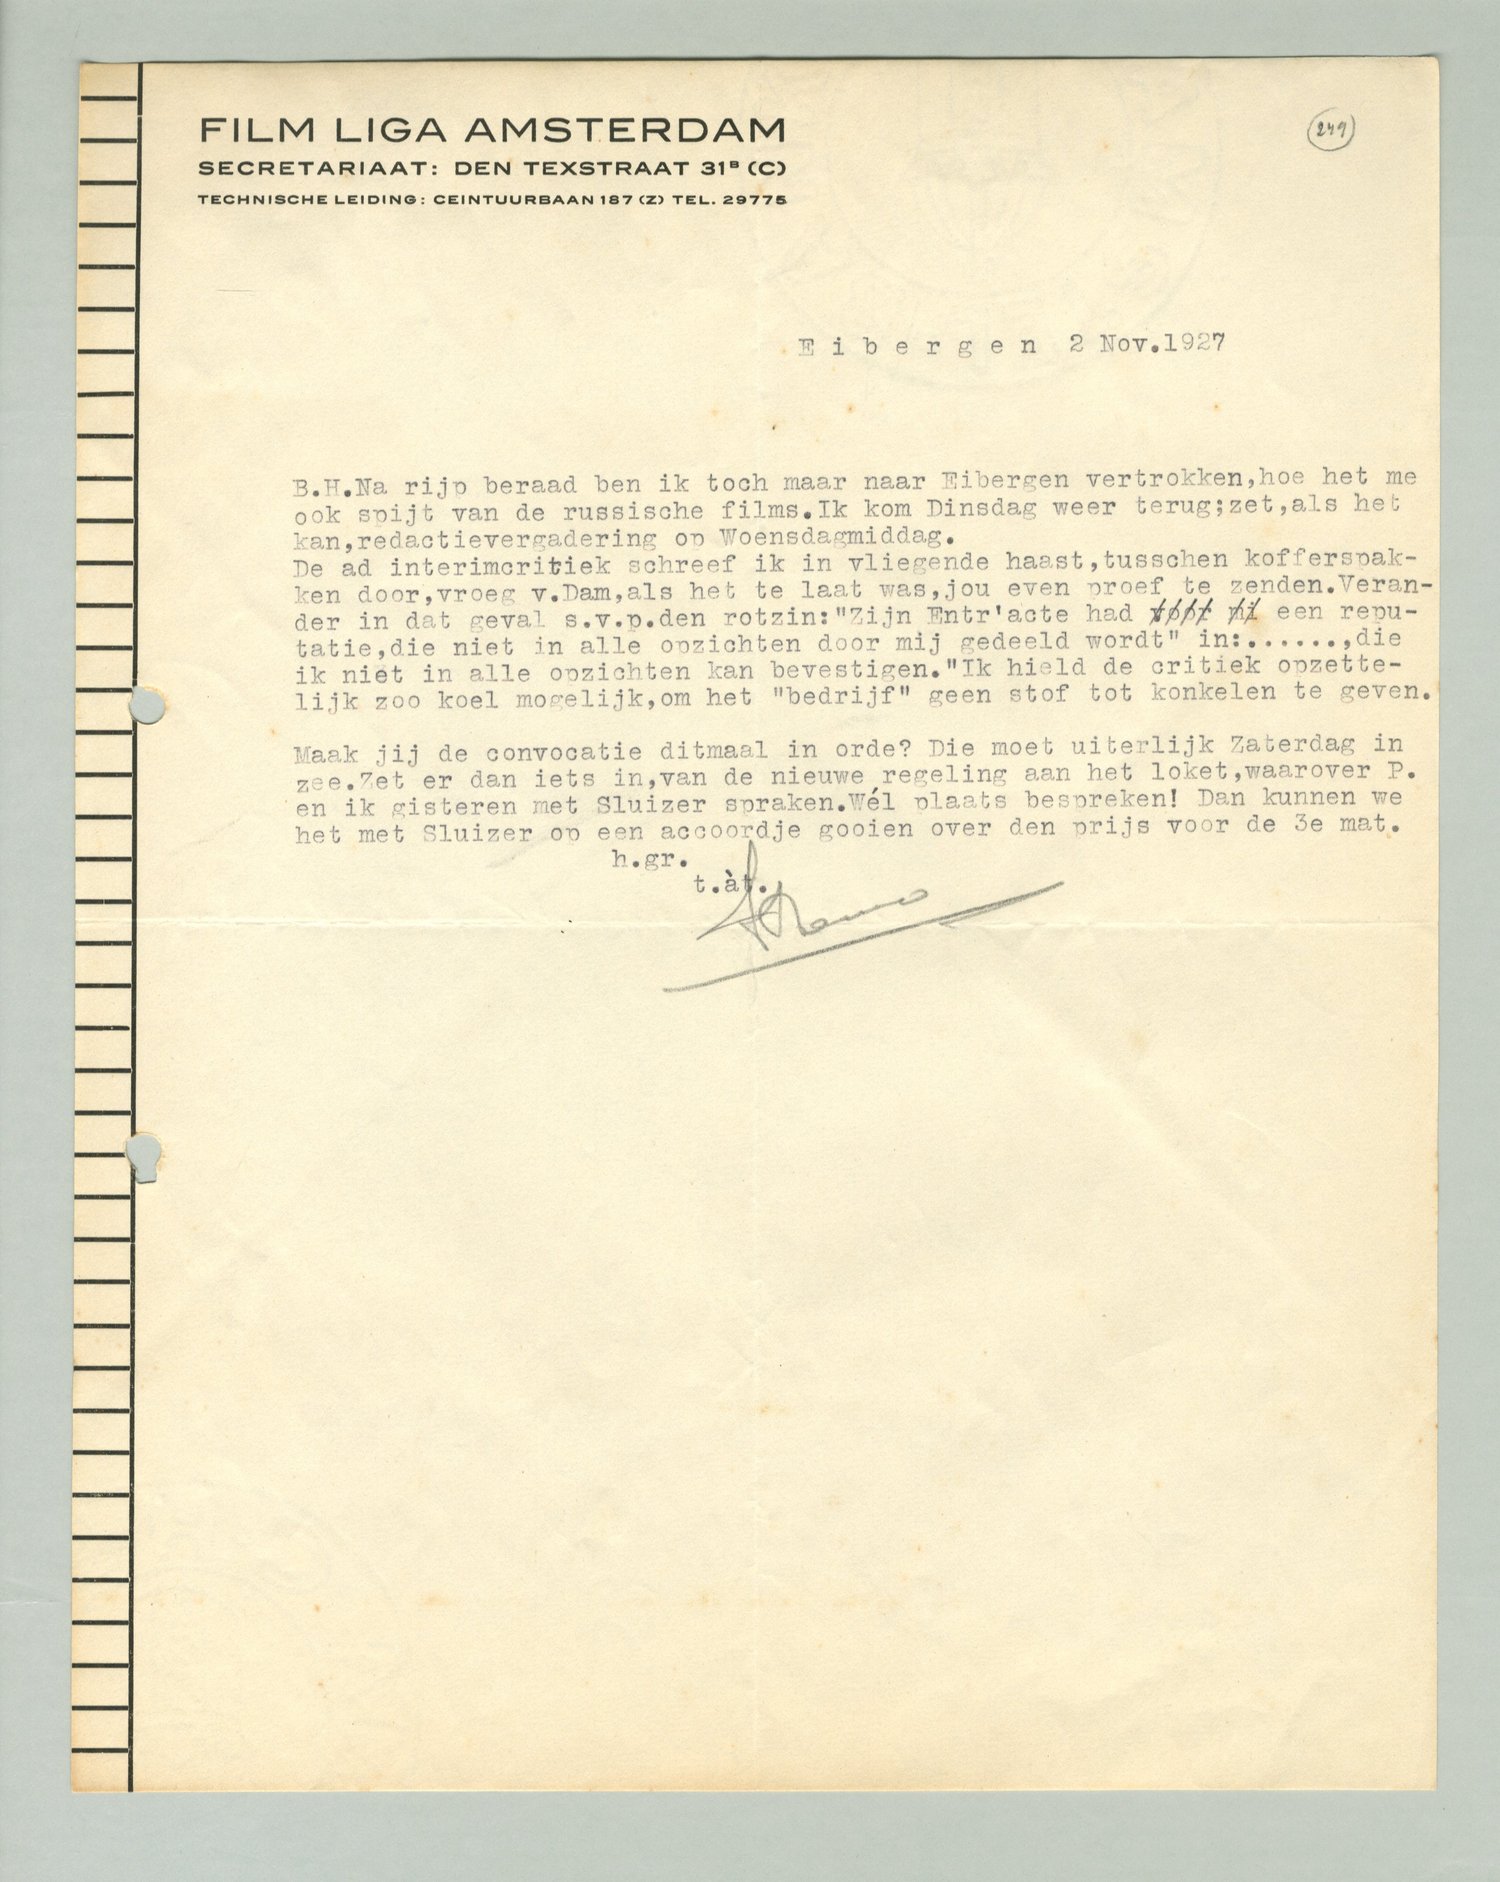 FILM LIGA AMSTERDAM
SECRETARIAAT: DEN TEXSTRAAT 31ᴮ (C)
TECHNISCHE LEIDING: CEINTUURBAAN 187 (Z) TEL. 29775
249
Eibergen 2 Nov.1927
B.H.Na rijp beraad ben ik toch maar naar Eibergen vertrokken,hoe het me
ook spijt van de russische films.Ik kom Dinsdag weer terug;zet,als het
kan,redactievergadering op Woensdagmiddag.
De ad interimcritiek schreef ik in vliegende haast,tusschen kofferspak-
ken door,vroeg v.Dam,als het te laat was,jou even proef te zenden.Veran-
der in dat geval s.v.p.den rotzin:"Zijn Entr'acte had een repu-
tatie,die niet in alle opzichten door mij gedeeld wordt" in:......,die
ik niet in alle opzichten kan bevestigen."Ik hield de critiek opzette-
lijk zoo koel mogelijk,om het "bedrijf" geen stof tot konkelen te geven.
Maak jij de convocatie ditmaal in orde? Die moet uiterlijk Zaterdag in
zee.Zet er dan iets in,van de nieuwe regeling aan het loket,waarover P.
en ik gisteren met Sluizer spraken.Wél plaats bespreken! Dan kunnen we
het met Sluizer op een accoordje gooien over den prijs voor de 3e mat.
h.gr.
t.àt.